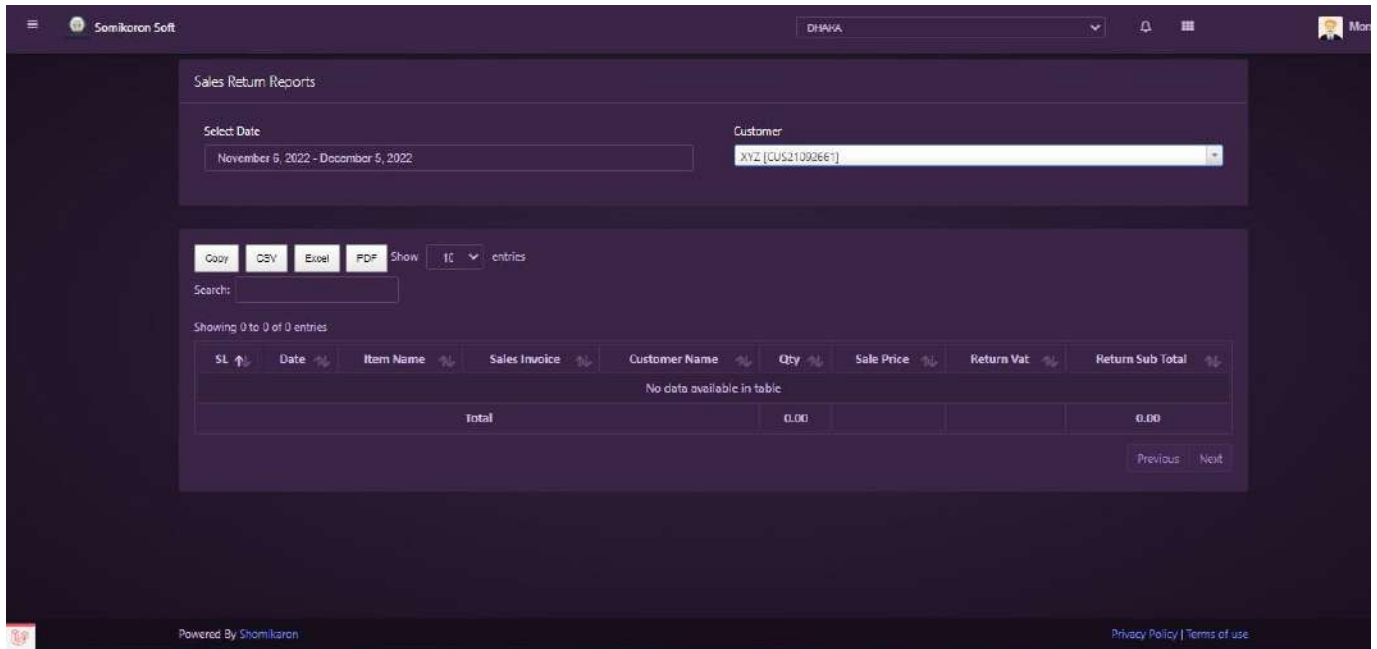 Somikoron Soft DHAKA Mon
Sales Return Reports
Select Date Customer
November 6, 2022 - December 5, 2022 XYZ [CUS21092661]
Copy CSV Excel PDF Show 10 entries
Search:
Showing 0 to 0 of 0 entries
SL Date Item Name Sales Invoice Customer Name Qty Sale Price Return Vat Return Sub Total
No data available in table
Total 0.00 0.00
Previous Next
Powered By Shomikaron Privacy Policy | Terms of use